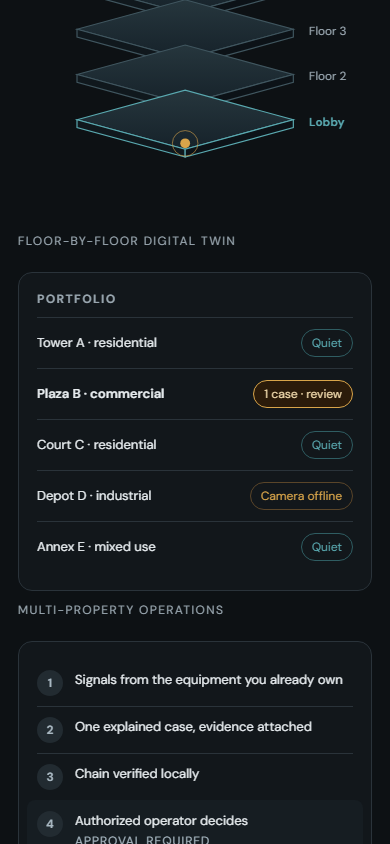 Floor 3
Floor 2
Lobby
FLOOR-BY-FLOOR DIGITAL TWIN
PORTFOLIO
Tower A · residential
Quiet
Plaza B · commercial
1 case · review
Court C · residential
Quiet
Depot D · industrial
Camera offline
Annex E · mixed use
Quiet
MULTI-PROPERTY OPERATIONS
1 Signals from the equipment you already own
2 One explained case, evidence attached
3 Chain verified locally
4 Authorized operator decides
APPROVAL REQUIRED